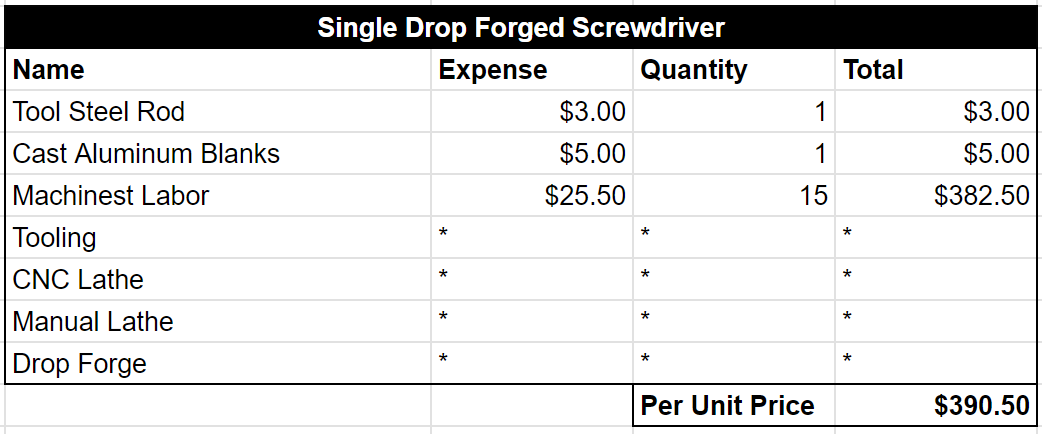 Single Drop Forged Screwdriver
Name Expense Quantity Total
Tool Steel Rod $3.00 1 $3.00
Cast Aluminum Blanks $5.00 1 $5.00
Machinest Labor $25.50 15 $382.50
Tooling * * *
CNC Lathe * * *
Manual Lathe * * *
Drop Forge * * *
Per Unit Price $390.50